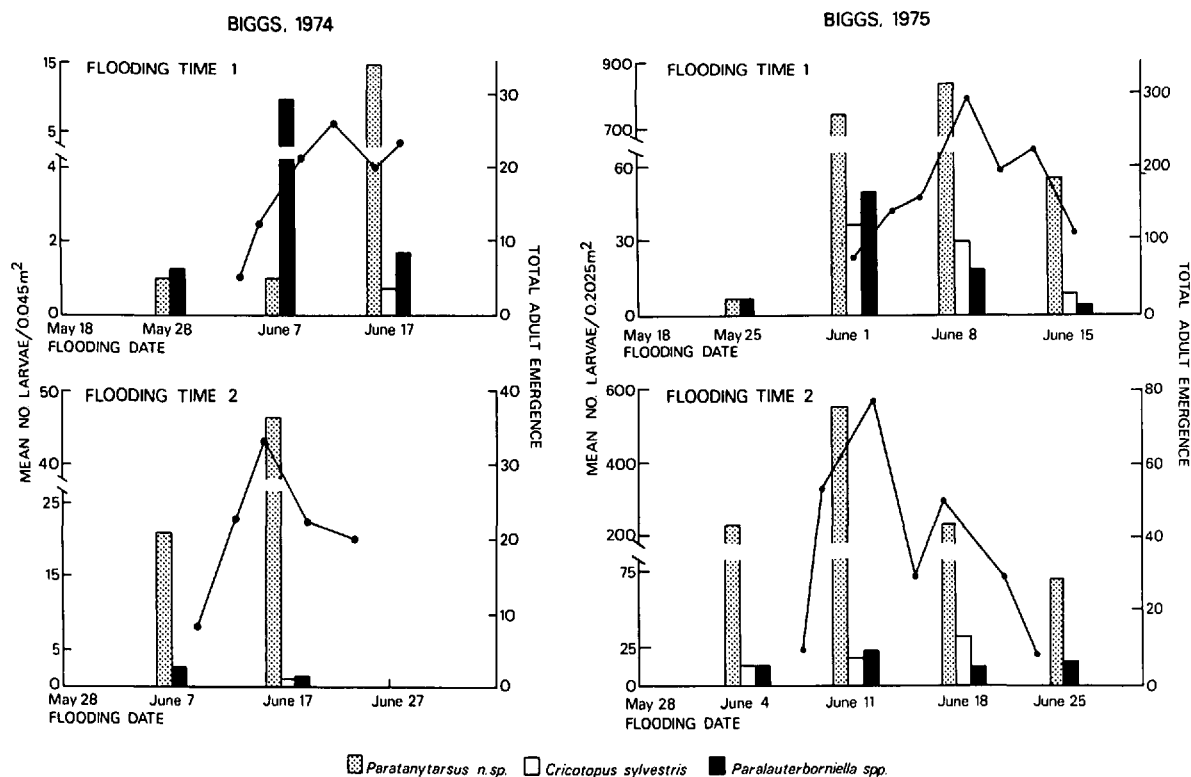 BIGGS, 1974
BIGGS, 1975
FLOODING TIME 1
15
5
4
2
0
30
20
10
0
May 18
May 28
June 7
June 17
FLOODING DATE
FLOODING TIME 1
900
700
60
30
0
300
200
100
0
May 18
May 25
June 1
June 8
June 15
FLOODING DATE
MEAN NO LARVAE/0.045m²
TOTAL ADULT EMERGENCE
MEAN NO. LARVAE/0.2025m²
TOTAL ADULT EMERGENCE
FLOODING TIME 2
50
40
25
15
5
0
40
30
20
10
0
May 28
June 7
June 17
June 27
FLOODING DATE
FLOODING TIME 2
600
400
200
75
25
0
80
60
40
20
0
May 28
June 4
June 11
June 18
June 25
FLOODING DATE
Paratanytarsus n.sp. Cricotopus sylvestris Paralauterborniella spp.